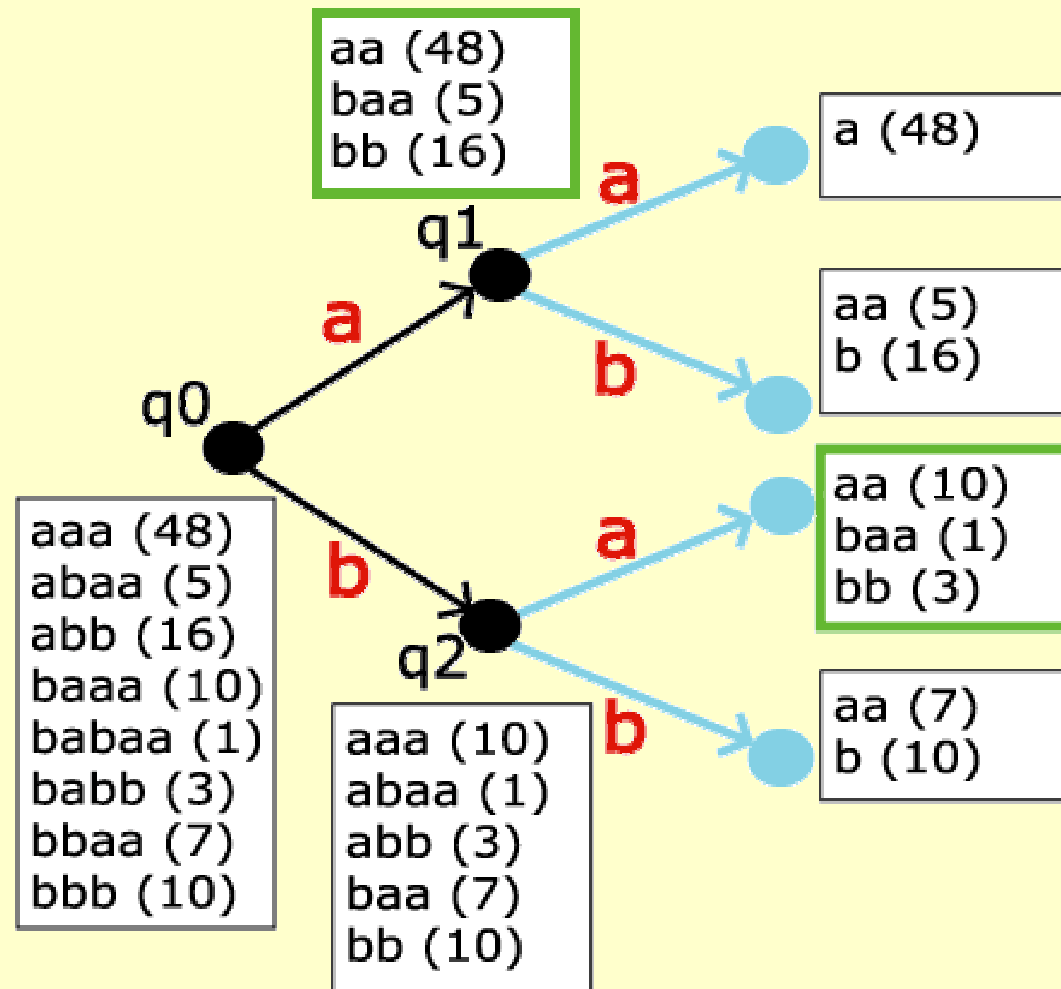 aa (48)
baa (5)
bb (16)
a (48)
q1
a
a
aa (5)
b (16)
b
q0
aa (10)
baa (1)
bb (3)
aaa (48)
abaa (5)
abb (16)
baaa (10)
babaa (1)
babb (3)
bbaa (7)
bbb (10)
b
a
q2
aaa (10)
abaa (1)
abb (3)
baa (7)
bb (10)
b
aa (7)
b (10)